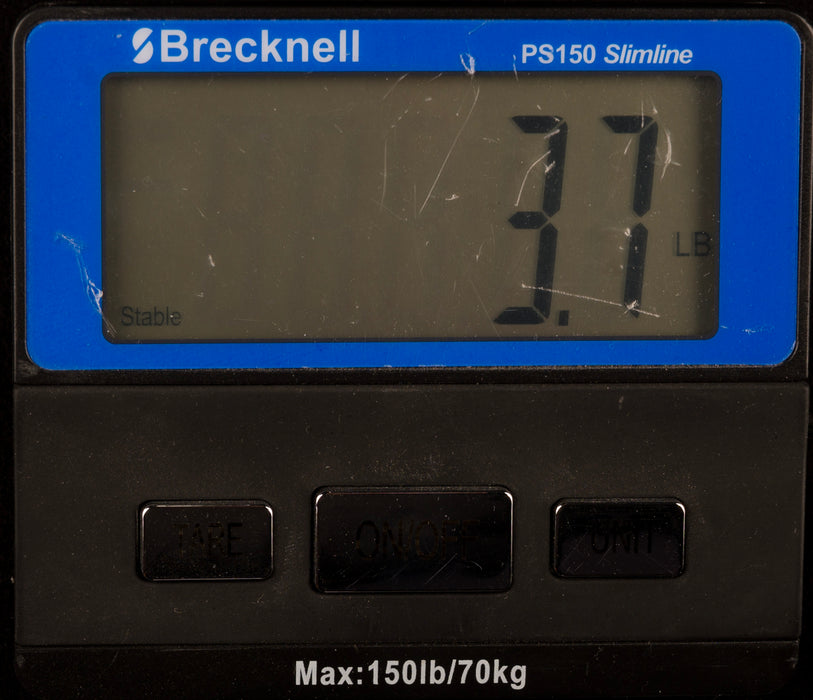 Brecknell
PS150 Slimline
3.7
LB
Stable
TARE
ON/OFF
UNIT
Max:150lb/70kg